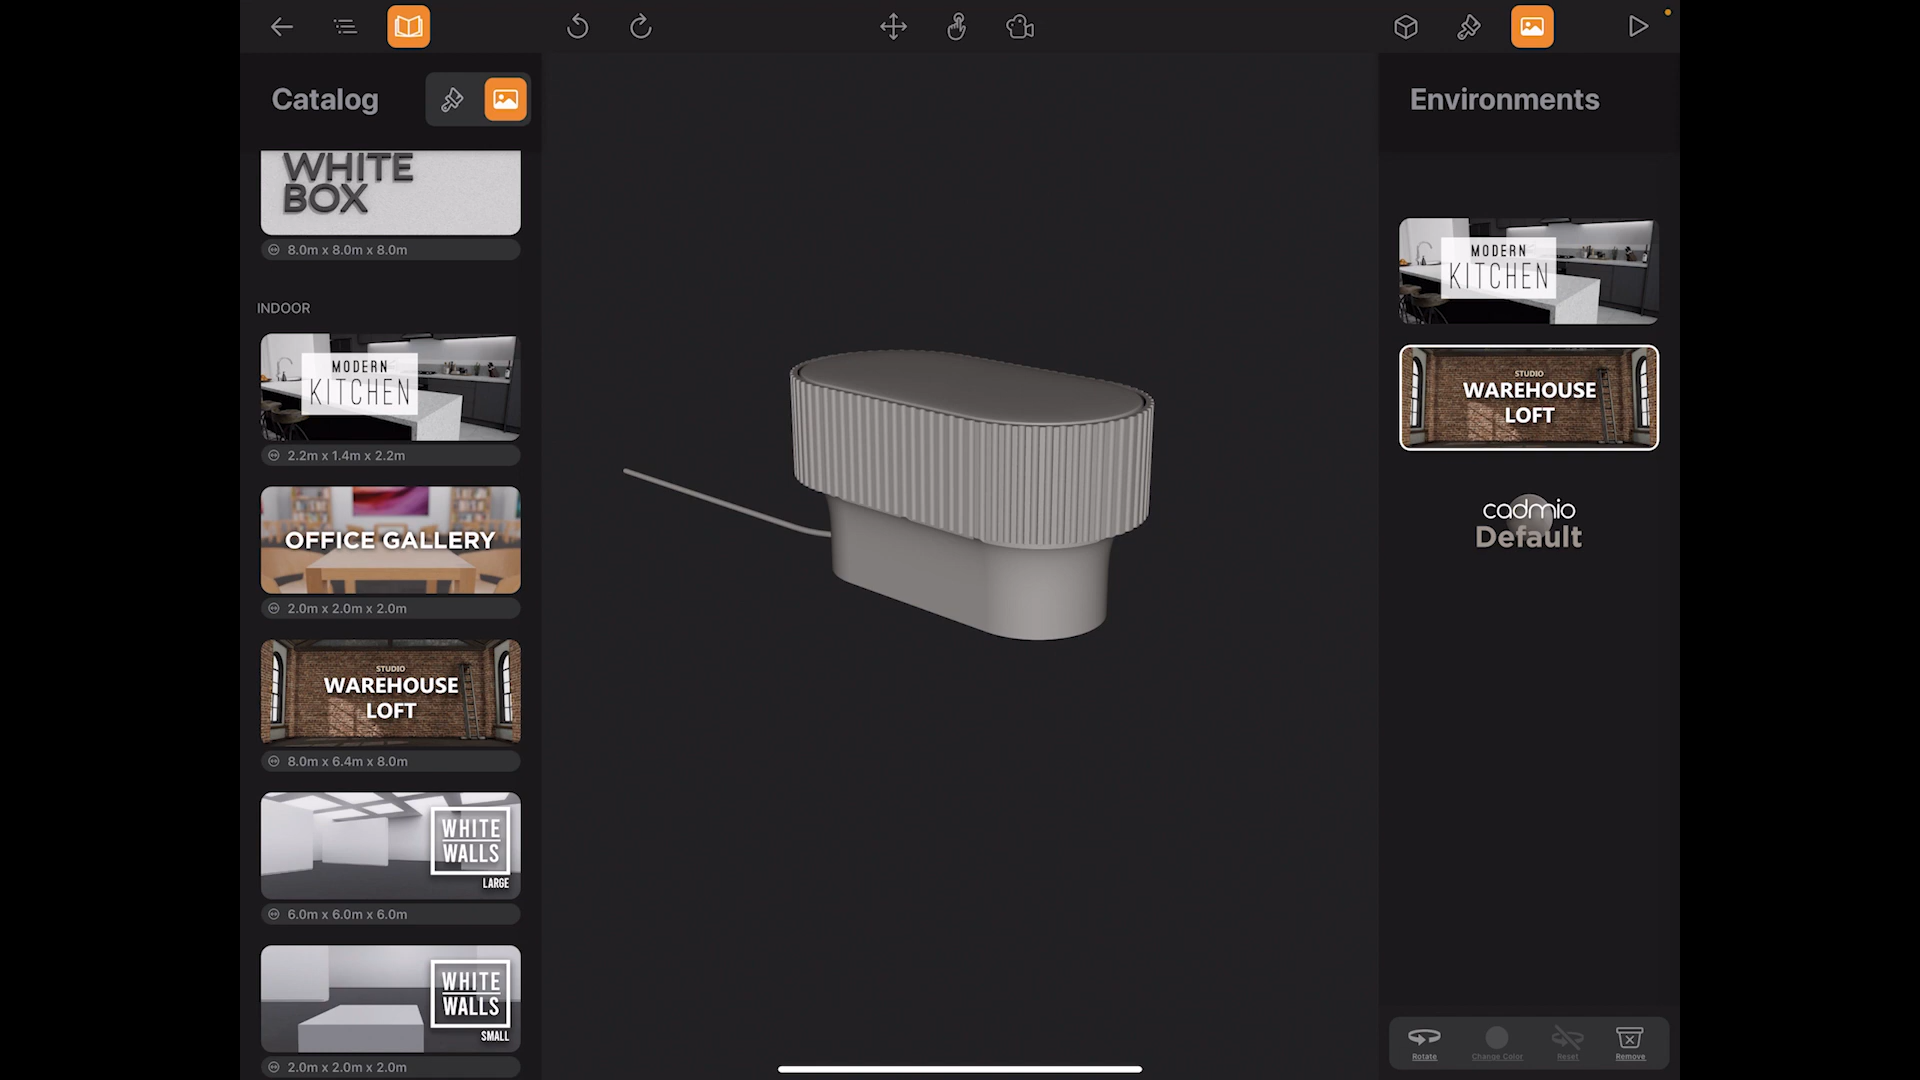 Catalog
WHITE
BOX
8.0m x 8.0m x 8.0m
INDOOR
MODERN
KITCHEN
2.2m x 1.4m x 2.2m
OFFICE GALLERY
2.0m x 2.0m x 2.0m
STUDIO
WAREHOUSE
LOFT
8.0m x 6.4m x 8.0m
WHITE
WALLS
LARGE
6.0m x 6.0m x 6.0m
WHITE
WALLS
SMALL
2.0m x 2.0m x 2.0m
Environments
MODERN
KITCHEN
STUDIO
WAREHOUSE
LOFT
cadmio
Default
Rotate
Change Color
Reset
Remove